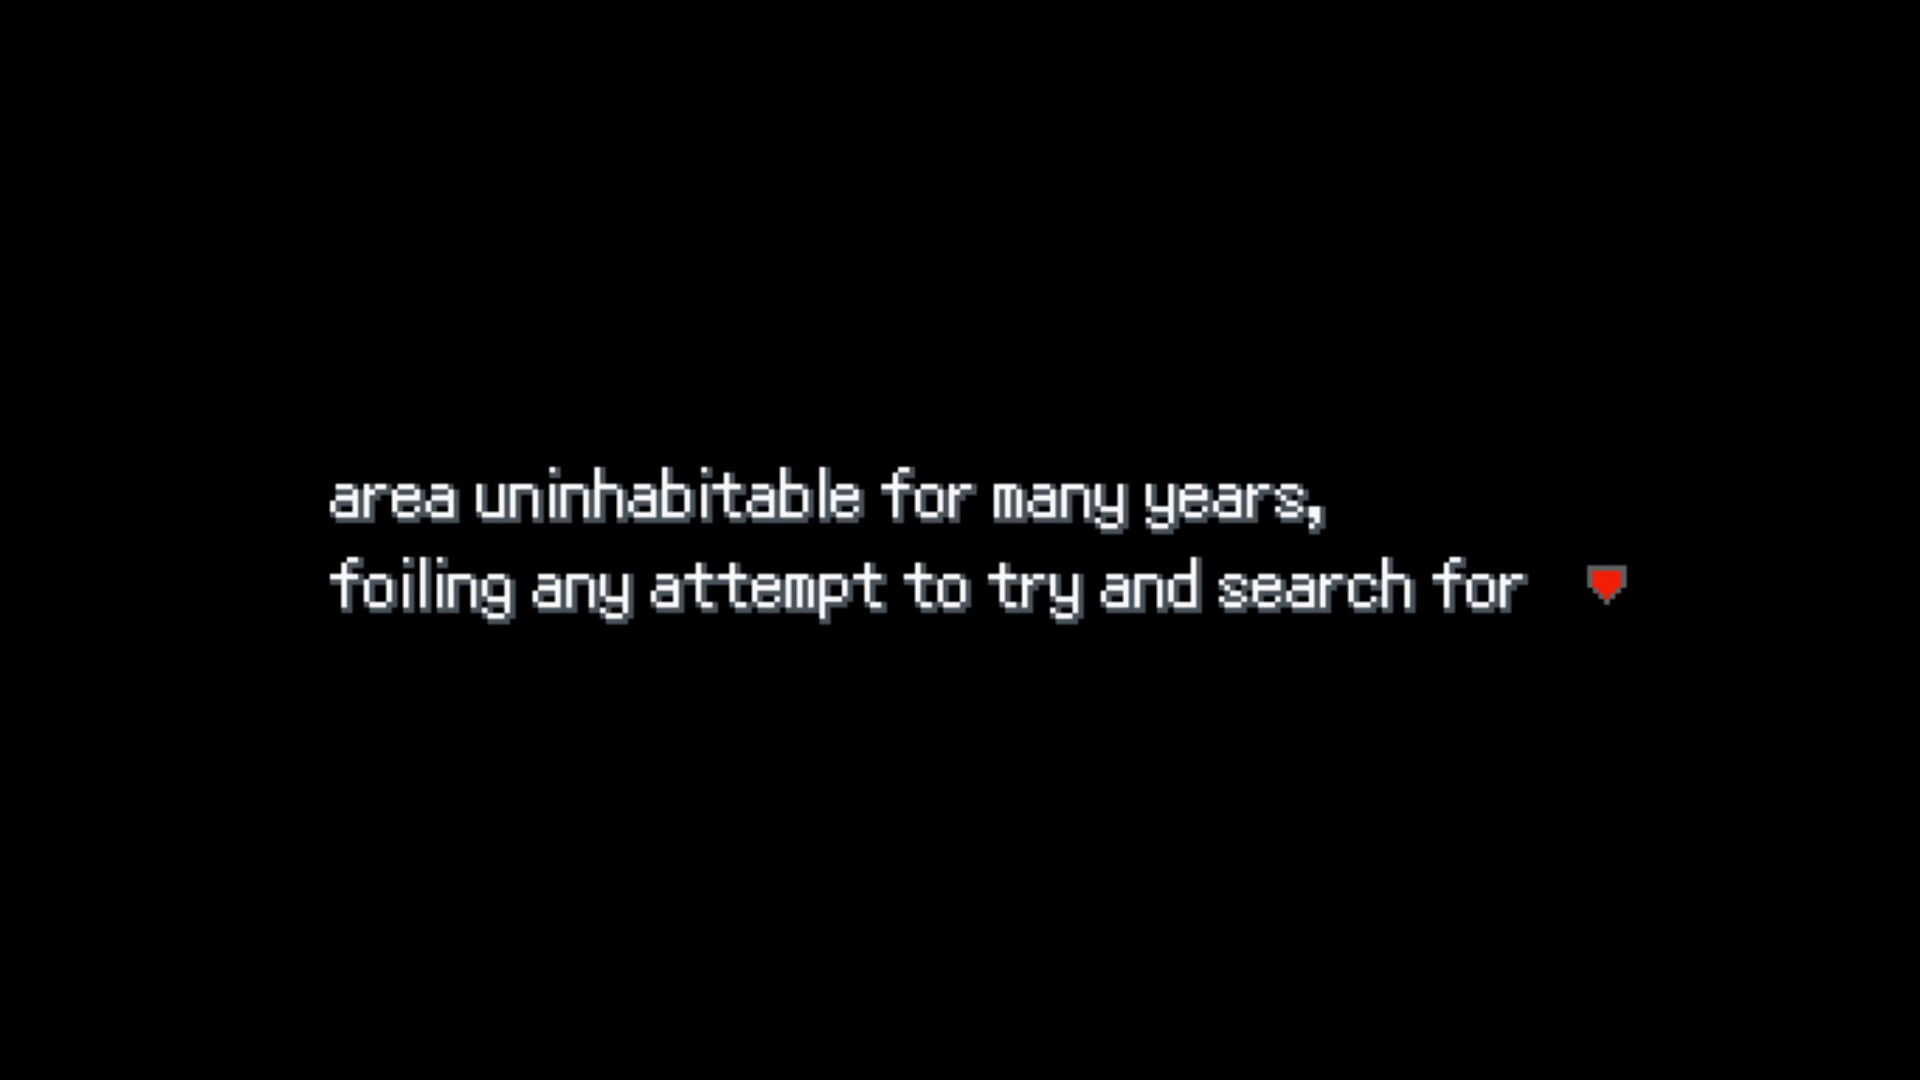 area uninhabitable for many years,
foiling any attempt to try and search for